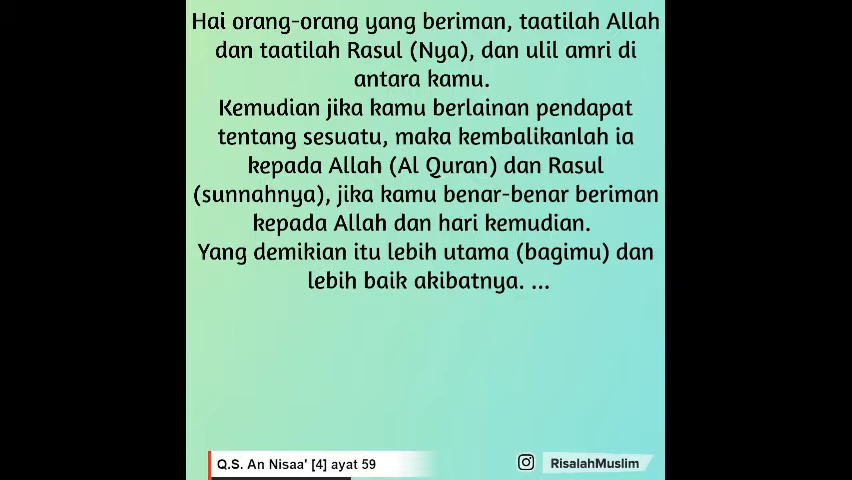 Hai orang-orang yang beriman, taatilah Allah
dan taatilah Rasul (Nya), dan ulil amri di
antara kamu.
Kemudian jika kamu berlainan pendapat
tentang sesuatu, maka kembalikanlah ia
kepada Allah (Al Quran) dan Rasul
(sunnahnya), jika kamu benar-benar beriman
kepada Allah dan hari kemudian.
Yang demikian itu lebih utama (bagimu) dan
lebih baik akibatnya. ...
Q.S. An Nisaa' [4] ayat 59
RisalahMuslim